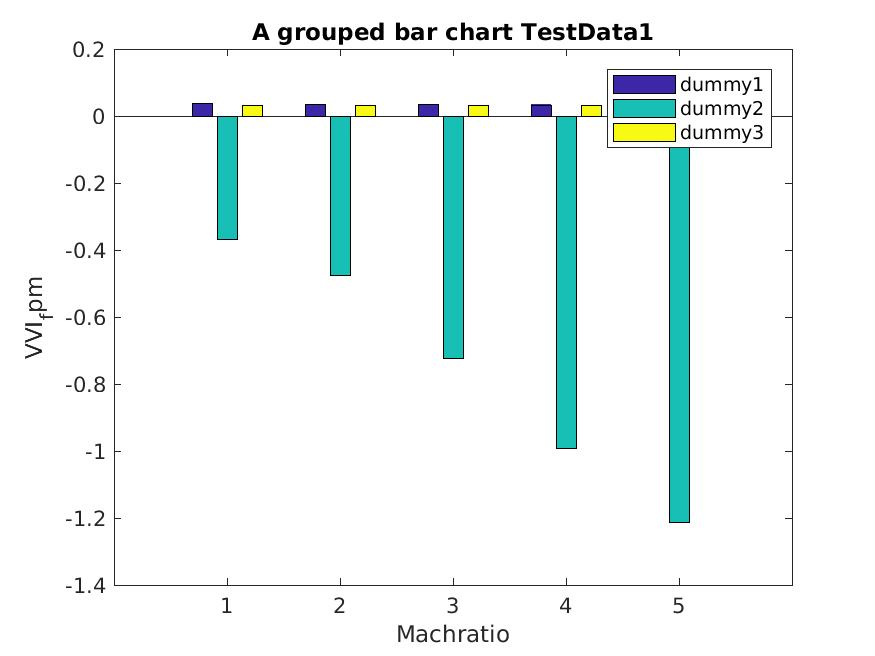 A grouped bar chart TestData1
0.2
0
-0.2
-0.4
-0.6
-0.8
-1
-1.2
-1.4
VVI_fpm
dummy1
dummy2
dummy3
1 2 3 4 5
Machratio